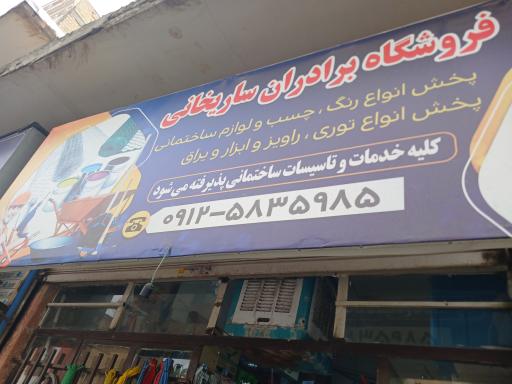 فروشگاه برادران ساریخانی
پخش انواع رنگ، چسب و لوازم ساختمانی
پخش انواع توری، راویز و ابزار و یراق
کلیه خدمات و تاسیسات ساختمانی پذیرفته می شود
۰۹۱۲-۵۸۳۵۹۸۵